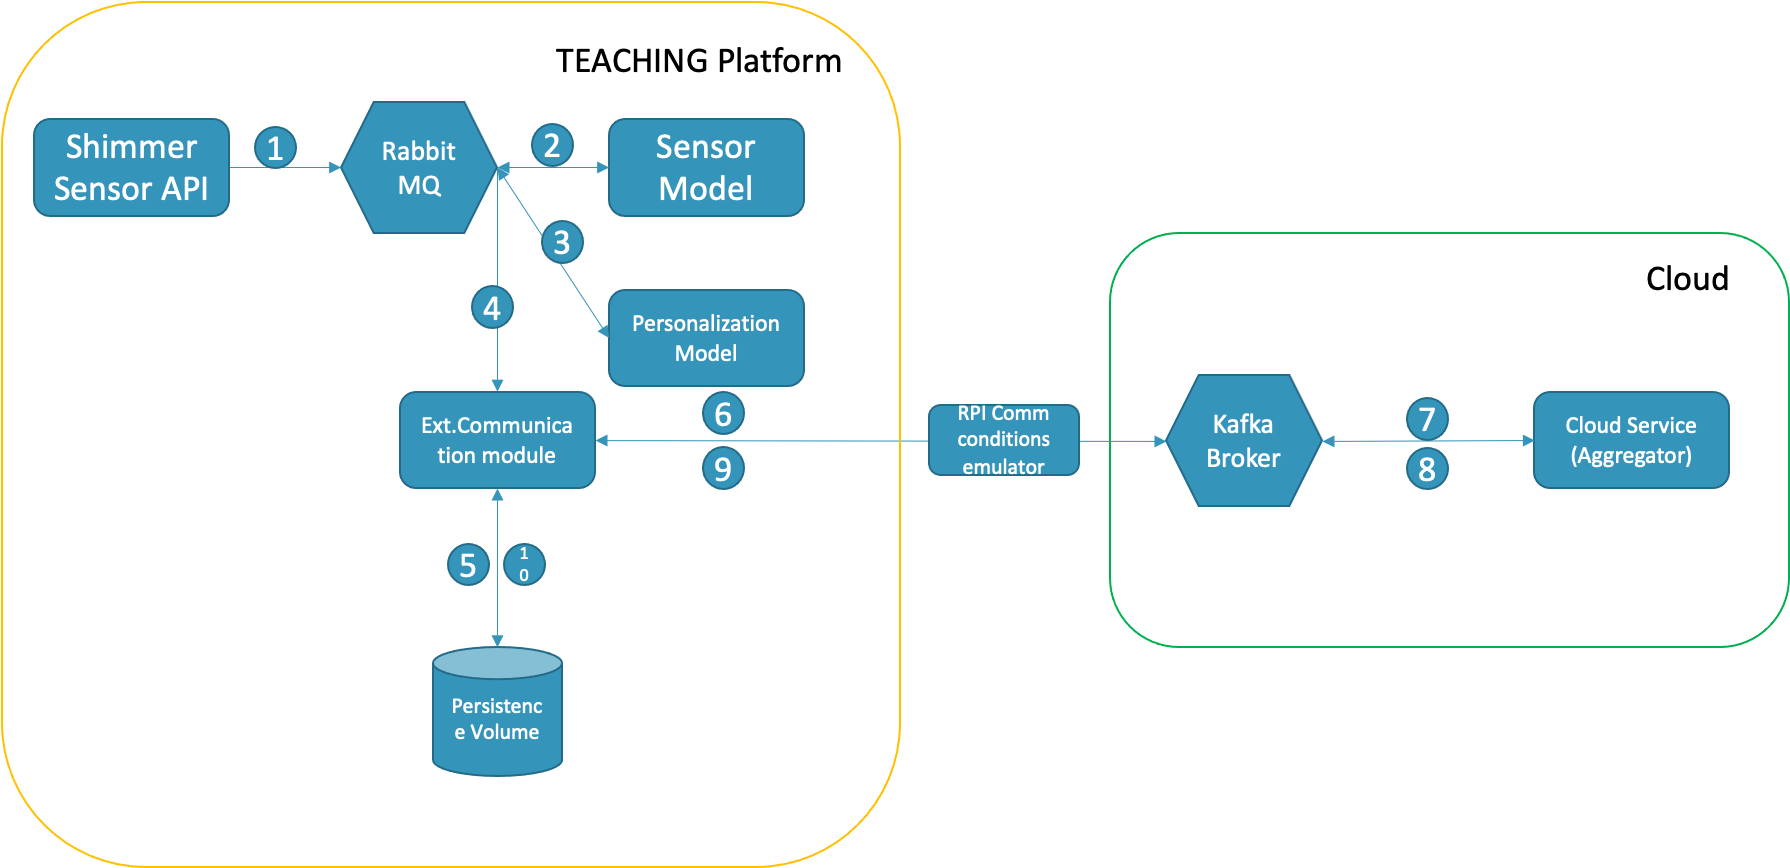 TEACHING Platform
Shimmer
Sensor API
1
Rabbit
MQ
2
Sensor
Model
3
4
Personalization
Model
Cloud
Ext.Communica
tion module
6
9
RPI Comm
conditions
emulator
Kafka
Broker
7
8
Cloud Service
(Aggregator)
5
1
0
Persistenc
e Volume